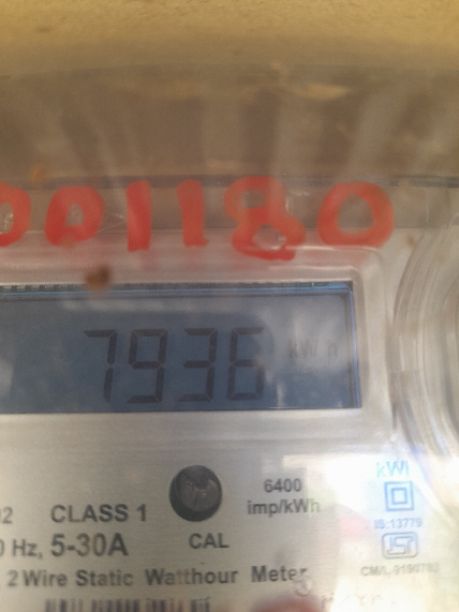 001180
7936 kWh
kWh
6400
imp/kWh
CLASS 1
IS:13779
Hz, 5-30A
CAL
2 Wire Static Watthour Meter